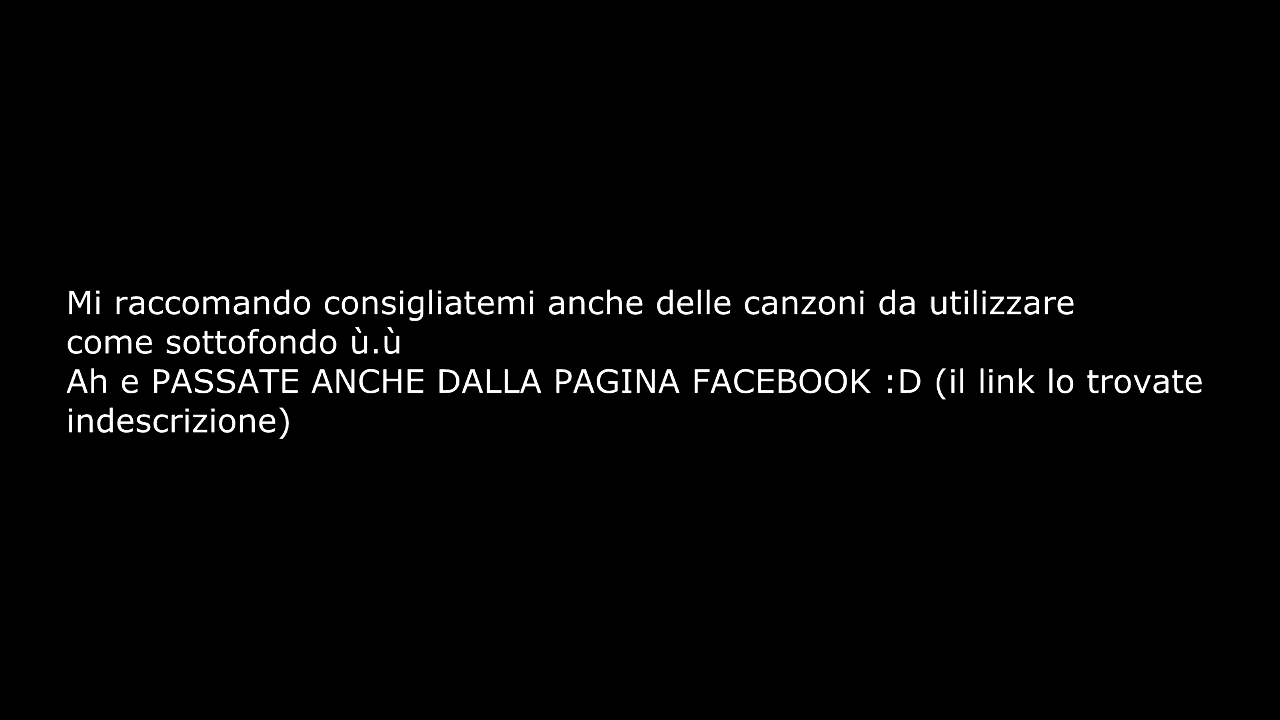 Mi raccomando consigliatemi anche delle canzoni da utilizzare
come sottofondo ù.ù
Ah e PASSATE ANCHE DALLA PAGINA FACEBOOK :D (il link lo trovate
indescrizione)